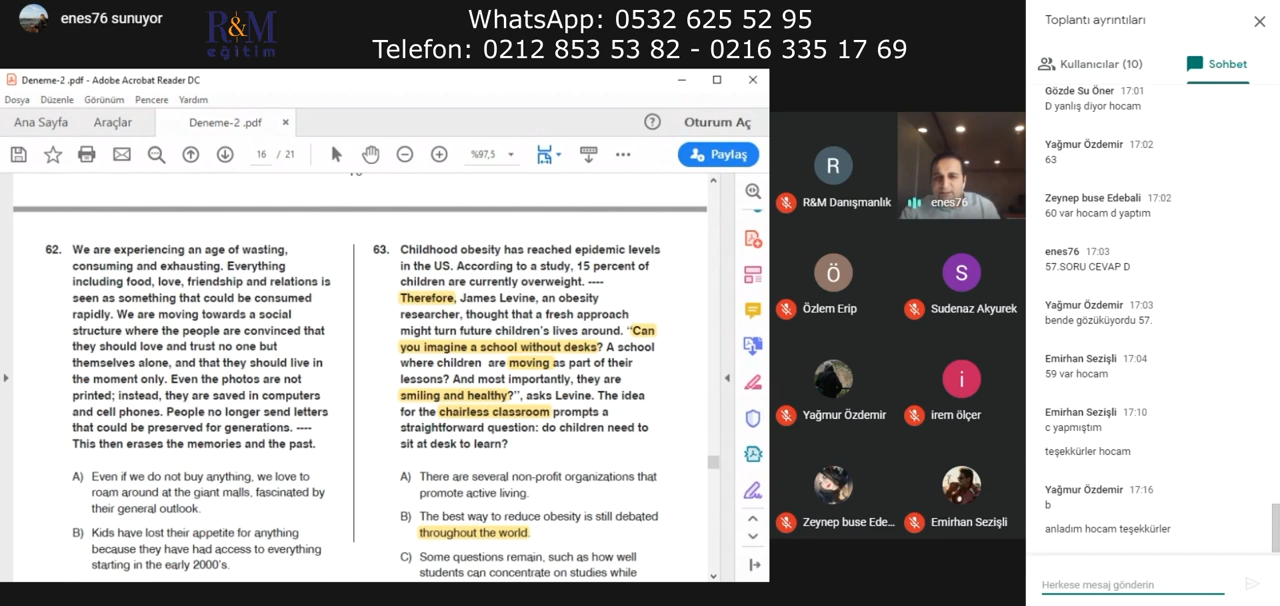 enes76 sunuyor
R&M
eğitim
WhatsApp: 0532 625 52 95
Telefon: 0212 853 53 82 - 0216 335 17 69
Deneme-2 .pdf - Adobe Acrobat Reader DC
Dosya Düzenle Görünüm Pencere Yardım
Ana Sayfa Araçlar Deneme-2 .pdf × Oturum Aç
16 / 21 %97,5 Paylaş
62. We are experiencing an age of wasting,
consuming and exhausting. Everything
including food, love, friendship and relations is
seen as something that could be consumed
rapidly. We are moving towards a social
structure where the people are convinced that
they should love and trust no one but
themselves alone, and that they should live in
the moment only. Even the photos are not
printed; instead, they are saved in computers
and cell phones. People no longer send letters
that could be preserved for generations. ----
This then erases the memories and the past.
A) Even if we do not buy anything, we love to
roam around at the giant malls, fascinated by
their general outlook.
B) Kids have lost their appetite for anything
because they have had access to everything
starting in the early 2000's.
63. Childhood obesity has reached epidemic levels
in the US. According to a study, 15 percent of
children are currently overweight. ----
Therefore, James Levine, an obesity
researcher, thought that a fresh approach
might turn future children's lives around. "Can
you imagine a school without desks? A school
where children are moving as part of their
lessons? And most importantly, they are
smiling and healthy?", asks Levine. The idea
for the chairless classroom prompts a
straightforward question: do children need to
sit at desk to learn?
A) There are several non-profit organizations that
promote active living.
B) The best way to reduce obesity is still debated
throughout the world.
C) Some questions remain, such as how well
students can concentrate on studies while
R
R&M Danışmanlık
enes76
Ö
Özlem Erip
S
Sudenaz Akyurek
Yağmur Özdemir
i
irem ölçer
Zeynep buse Ede...
Emirhan Sezişli
Toplantı ayrıntıları
Kullanıcılar (10) Sohbet
Gözde Su Öner 17:01
D yanlış diyor hocam
Yağmur Özdemir 17:02
63
Zeynep buse Edebali 17:02
60 var hocam d yaptım
enes76 17:03
57.SORU CEVAP D
Yağmur Özdemir 17:03
bende gözüküyordu 57.
Emirhan Sezişli 17:04
59 var hocam
Emirhan Sezişli 17:10
c yapmıştım
teşekkürler hocam
Yağmur Özdemir 17:16
b
anladım hocam teşekkürler
Herkese mesaj gönderin